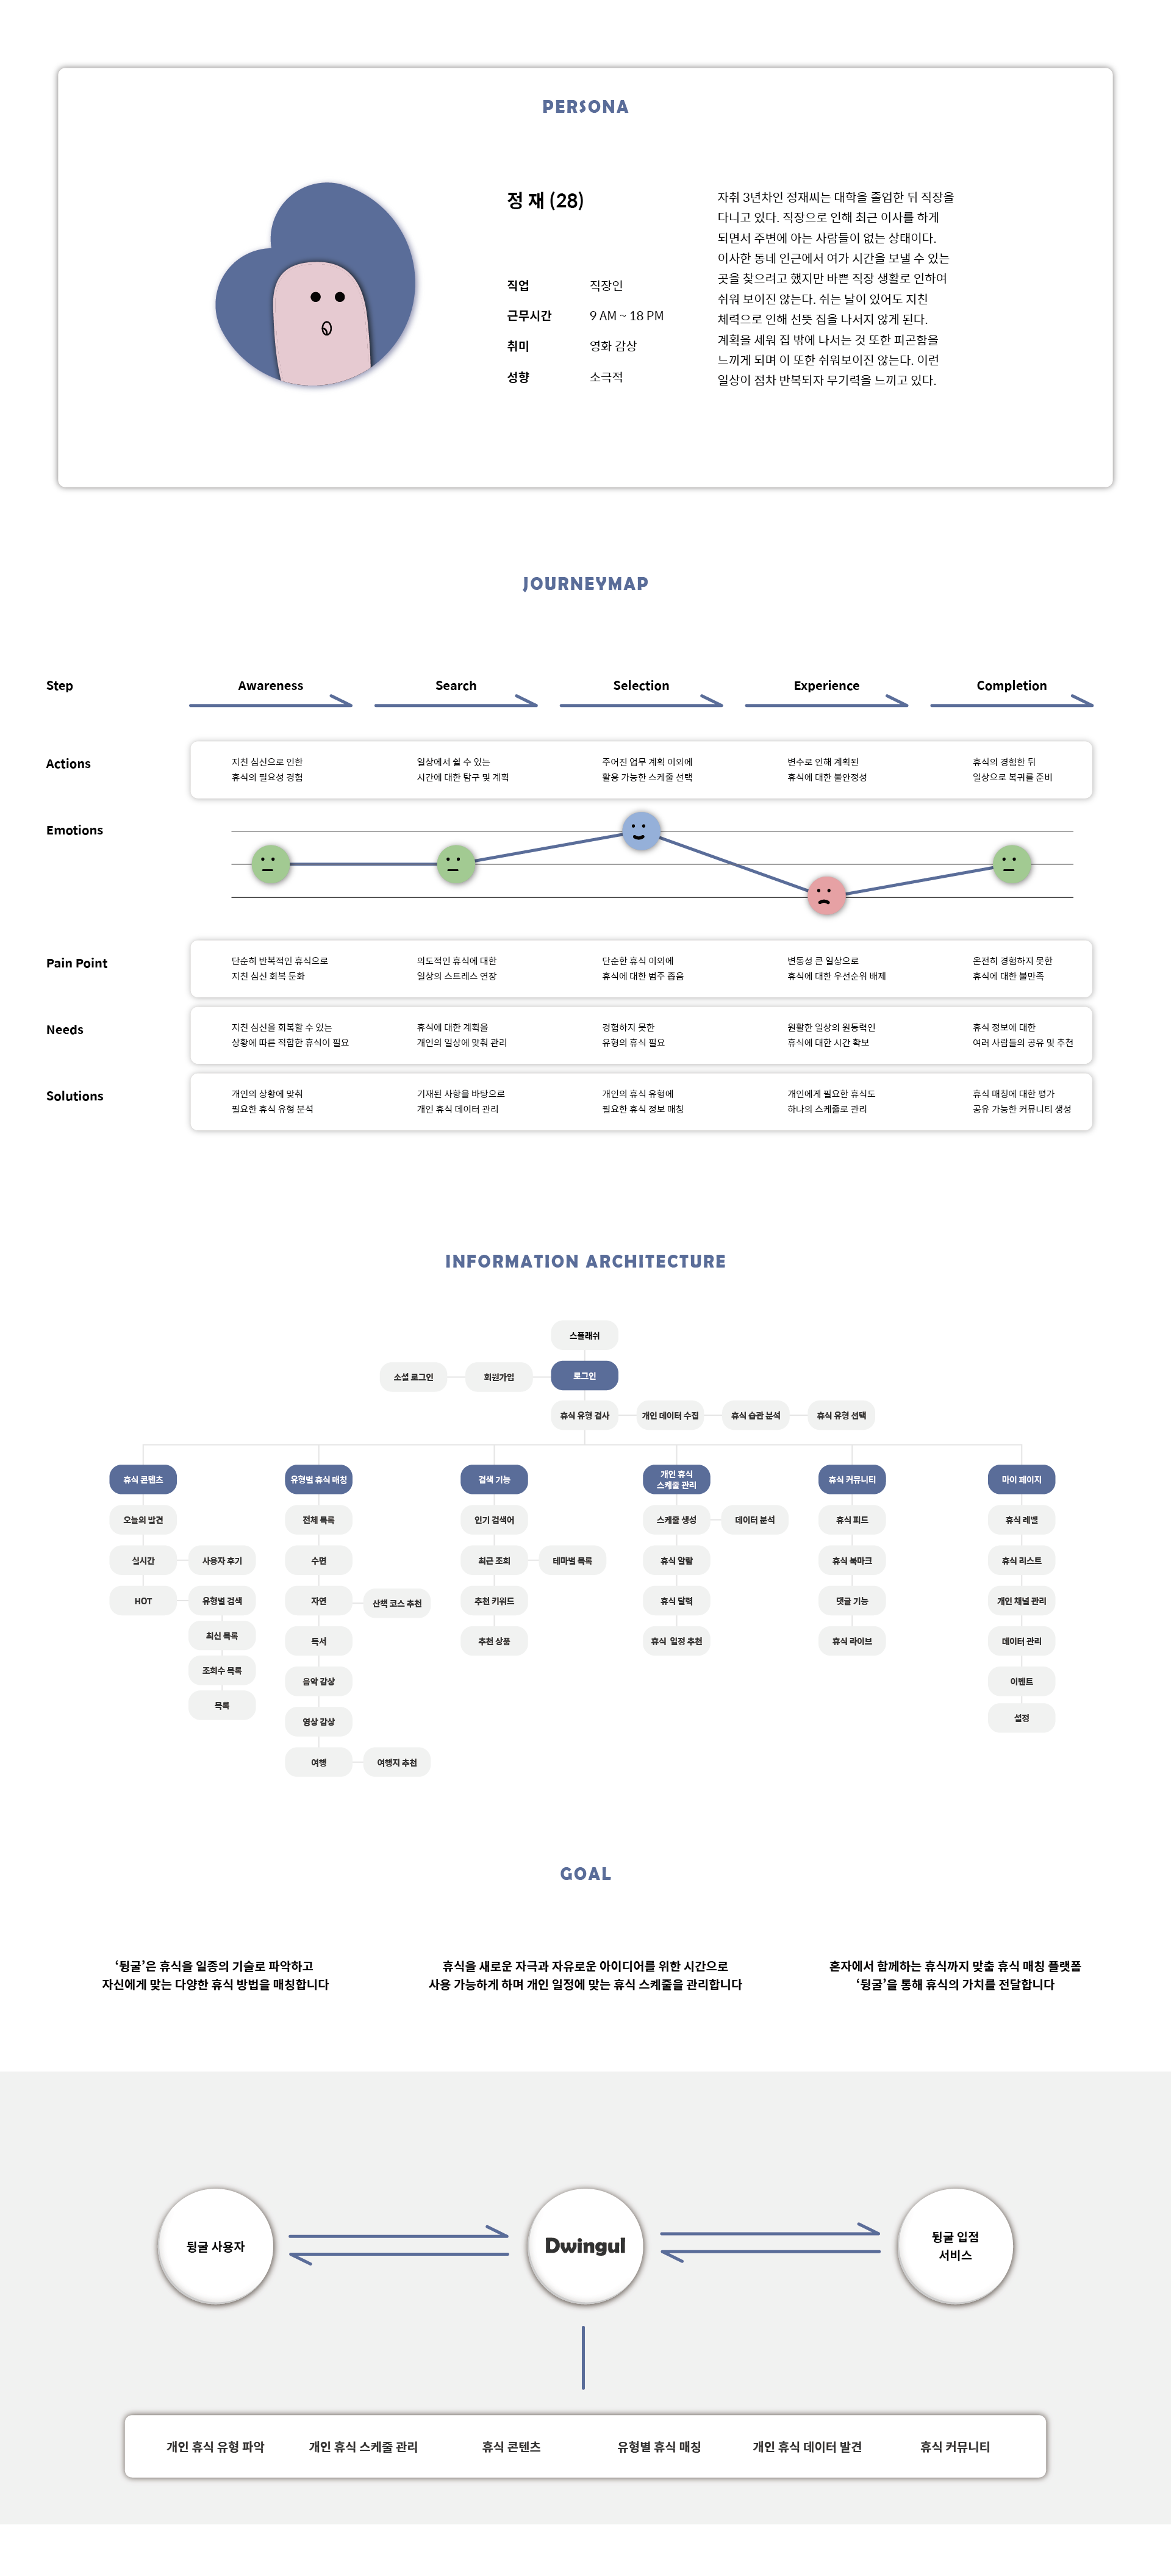 PERSONA
정 재 (28)
직업 직장인
근무시간 9 AM ~ 18 PM
취미 영화 감상
성향 소극적
자취 3년차인 정재씨는 대학을 졸업한 뒤 직장을
다니고 있다. 직장으로 인해 최근 이사를 하게
되면서 주변에 아는 사람들이 없는 상태이다.
이사한 동네 인근에서 여가 시간을 보낼 수 있는
곳을 찾으려고 했지만 바쁜 직장 생활로 인하여
쉬워 보이진 않는다. 쉬는 날이 있어도 지친
체력으로 인해 선뜻 집을 나서지 않게 된다.
계획을 세워 집 밖에 나서는 것 또한 피곤함을
느끼게 되며 이 또한 쉬워보이진 않는다. 이런
일상이 점차 반복되자 무기력을 느끼고 있다.
JOURNEYMAP
Step
Awareness
Search
Selection
Experience
Completion
Actions
지친 심신으로 인한
휴식의 필요성 경험
일상에서 쉴 수 있는
시간에 대한 탐구 및 계획
주어진 업무 계획 이외에
활용 가능한 스케줄 선택
변수로 인해 계획된
휴식에 대한 불안정성
휴식의 경험한 뒤
일상으로 복귀를 준비
Emotions
Pain Point
단순히 반복적인 휴식으로
지친 심신 회복 둔화
의도적인 휴식에 대한
일상의 스트레스 연장
단순한 휴식 이외에
휴식에 대한 범주 좁음
변동성 큰 일상으로
휴식에 대한 우선순위 배제
온전히 경험하지 못한
휴식에 대한 불만족
Needs
지친 심신을 회복할 수 있는
상황에 따른 적합한 휴식이 필요
휴식에 대한 계획을
개인의 일상에 맞춰 관리
경험하지 못한
유형의 휴식 필요
원활한 일상의 원동력인
휴식에 대한 시간 확보
휴식 정보에 대한
여러 사람들의 공유 및 추천
Solutions
개인의 상황에 맞춰
필요한 휴식 유형 분석
기재된 사항을 바탕으로
개인 휴식 데이터 관리
개인의 휴식 유형에
필요한 휴식 정보 매칭
개인에게 필요한 휴식도
하나의 스케줄로 관리
휴식 매칭에 대한 평가
공유 가능한 커뮤니티 생성
INFORMATION ARCHITECTURE
스플래쉬
소셜 로그인
회원가입
로그인
휴식 유형 검사
개인 데이터 수집
휴식 습관 분석
휴식 유형 선택
휴식 콘텐츠
유형별 휴식 매칭
검색 기능
개인 휴식
스케줄 관리
휴식 커뮤니티
마이 페이지
오늘의 발견
전체 목록
인기 검색어
스케줄 생성
데이터 분석
휴식 피드
휴식 레벨
실시간
사용자 후기
수면
최근 조회
테마별 목록
휴식 알람
휴식 북마크
휴식 리스트
HOT
유형별 검색
자연
산책 코스 추천
추천 키워드
휴식 달력
댓글 기능
개인 채널 관리
최신 목록
독서
추천 상품
휴식 일정 추천
휴식 라이브
데이터 관리
조회수 목록
음악 감상
이벤트
목록
영상 감상
설정
여행
여행지 추천
GOAL
‘뒹굴’은 휴식을 일종의 기술로 파악하고
자신에게 맞는 다양한 휴식 방법을 매칭합니다
휴식을 새로운 자극과 자유로운 아이디어를 위한 시간으로
사용 가능하게 하며 개인 일정에 맞는 휴식 스케줄을 관리합니다
혼자에서 함께하는 휴식까지 맞춤 휴식 매칭 플랫폼
‘뒹굴’을 통해 휴식의 가치를 전달합니다
뒹굴 사용자
Dwingul
뒹굴 입점
서비스
개인 휴식 유형 파악
개인 휴식 스케줄 관리
휴식 콘텐츠
유형별 휴식 매칭
개인 휴식 데이터 발견
휴식 커뮤니티